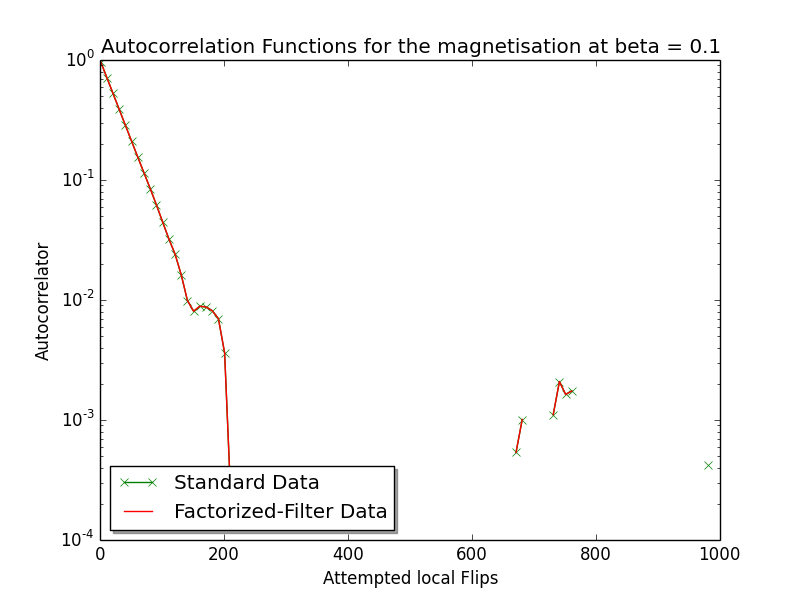 Autocorrelation Functions for the magnetisation at beta = 0.1
10^0
10^-1
10^-2
10^-3
10^-4
Autocorrelator
Standard Data
Factorized-Filter Data
0 200 400 600 800 1000
Attempted local Flips